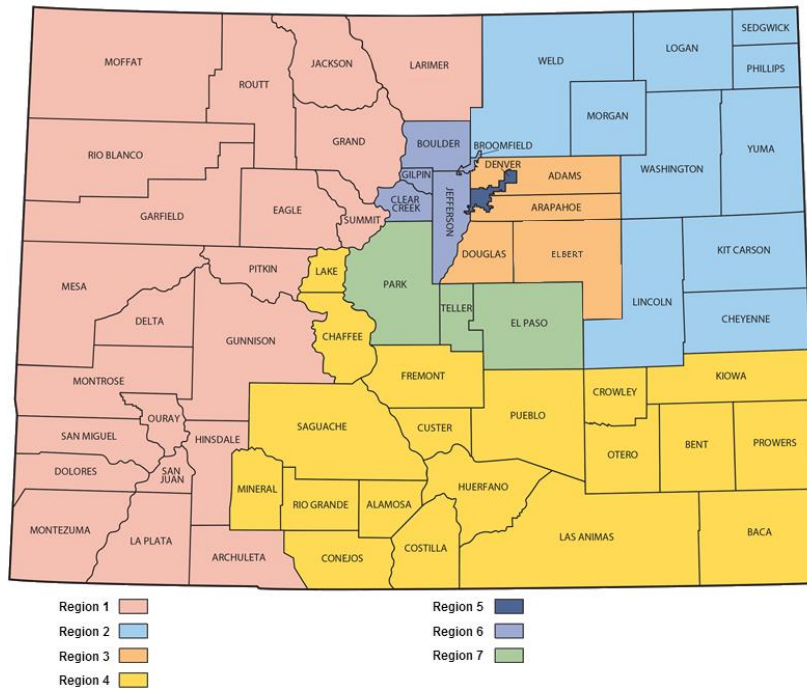 SEDGWICK
LOGAN
WELD
LARIMER
JACKSON
MOFFAT
ROUTT
PHILLIPS
MORGAN
GRAND
BOULDER
BROOMFIELD
YUMA
RIO BLANCO
DENVER
WASHINGTON
GILPIN
ADAMS
CLEAR
CREEK
JEFFERSON
ARAPAHOE
EAGLE
GARFIELD
SUMMIT
KIT CARSON
DOUGLAS
ELBERT
PITKIN
LAKE
MESA
PARK
LINCOLN
TELLER
DELTA
EL PASO
CHEYENNE
CHAFFEE
GUNNISON
FREMONT
MONTROSE
KIOWA
CROWLEY
OURAY
PUEBLO
SAGUACHE
CUSTER
SAN MIGUEL
HINSDALE
BENT
PROWERS
OTERO
DOLORES
SAN
JUAN
MINERAL
HUERFANO
RIO GRANDE
ALAMOSA
MONTEZUMA
LA PLATA
BACA
LAS ANIMAS
COSTILLA
ARCHULETA
CONEJOS
Region 1
Region 2
Region 3
Region 4
Region 5
Region 6
Region 7